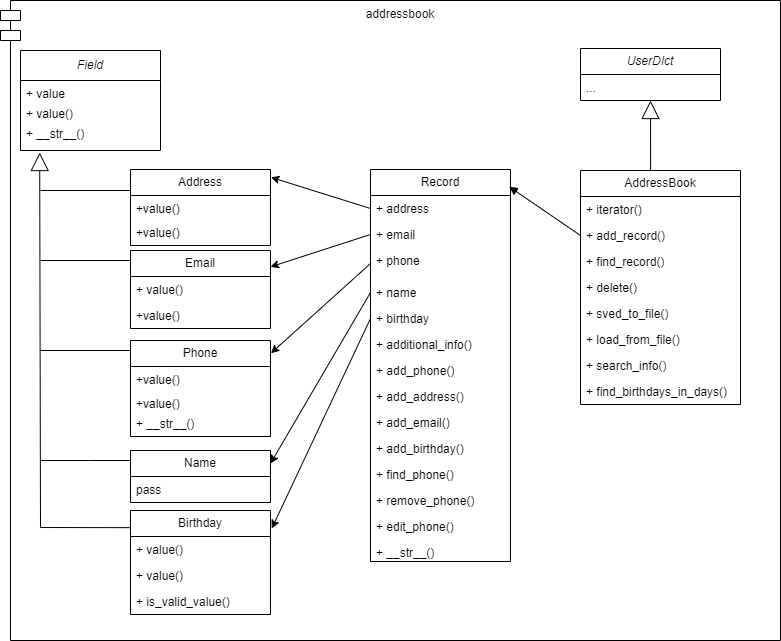 addressbook
Field
+ value
+ value()
+ __str__()
UserDIct
...
Address
+value()
+value()
Email
+ value()
+value()
Phone
+value()
+value()
+ __str__()
Name
pass
Birthday
+ value()
+ value()
+ is_valid_value()
Record
+ address
+ email
+ phone
+ name
+ birthday
+ additional_info()
+ add_phone()
+ add_address()
+ add_email()
+ add_birthday()
+ find_phone()
+ remove_phone()
+ edit_phone()
+ __str__()
AddressBook
+ iterator()
+ add_record()
+ find_record()
+ delete()
+ sved_to_file()
+ load_from_file()
+ search_info()
+ find_birthdays_in_days()